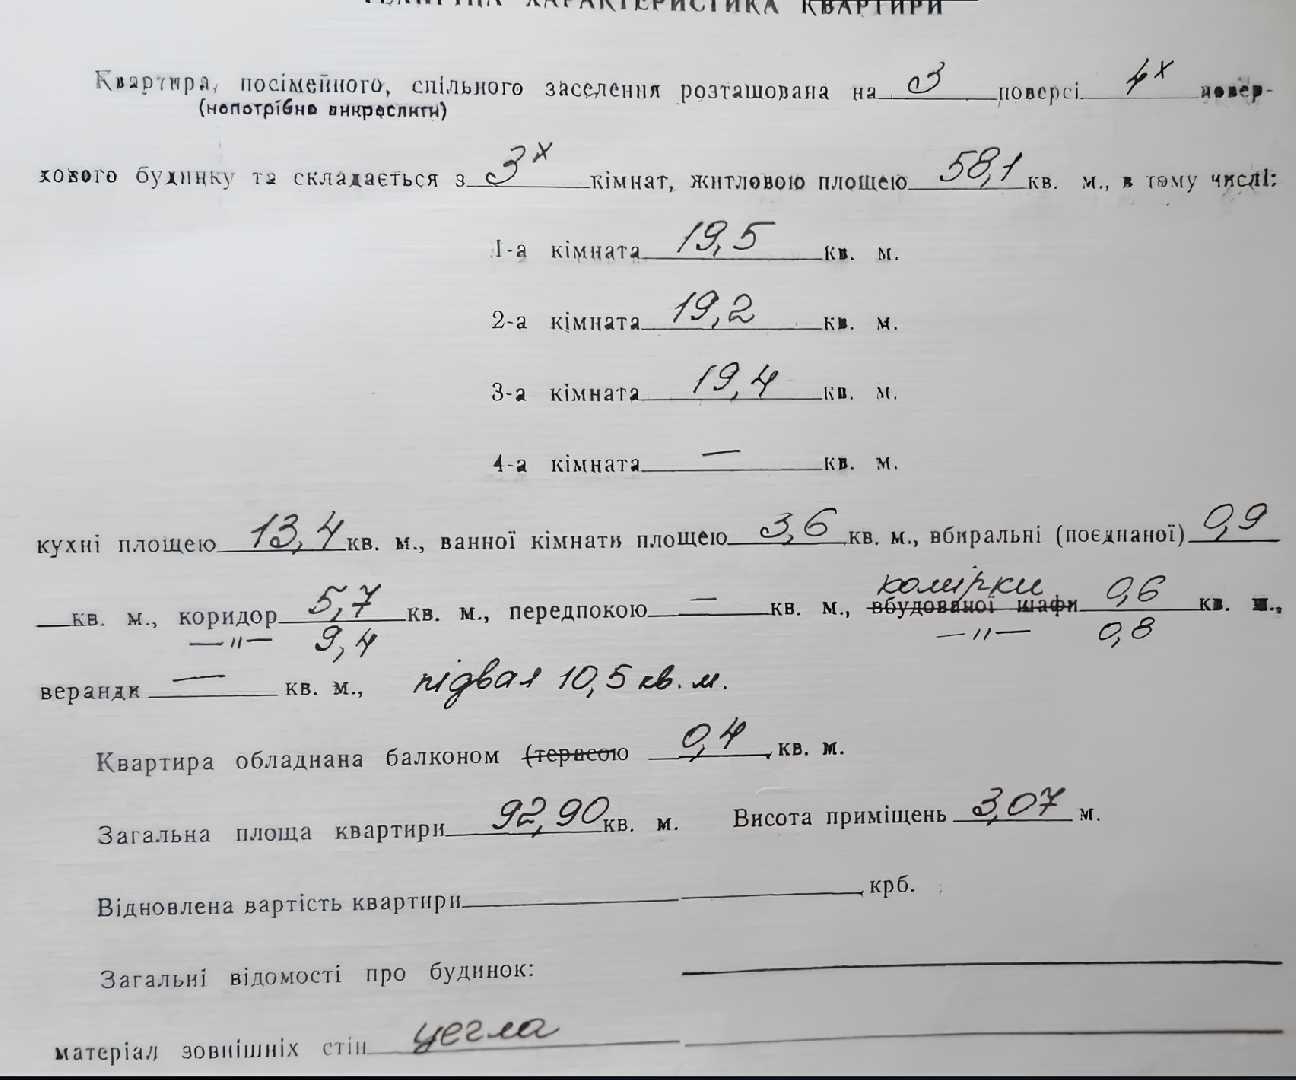 ХАРАКТЕРИСТИКА КВАРТИРИ
Квартира, посімейного, спільного заселення розташована на 3 поверсі 4х повер-
(непотрібне викреслити)
хового будинку та складається з 3х кімнат, житловою площею 58,1 кв. м., в тому числі:
1-а кімната 19,5 кв. м.
2-а кімната 19,2 кв. м.
3-а кімната 19,4 кв. м.
4-а кімната — кв. м.
кухні площею 13,4 кв. м., ванної кімнати площею 3,6 кв. м., вбиральні (поєднаної) 0,9
комірки
кв. м., коридор 5,7 кв. м., передпокою — кв. м., вбудованої шафи 0,6 кв. м.,
—"— 9,4 —"— 0,8
веранди — кв. м., підвал 10,5 кв. м.
Квартира обладнана балконом (терасою 0,4 кв. м.
Загальна площа квартири 92,90 кв. м. Висота приміщень 3,07 м.
Відновлена вартість квартири крб.
Загальні відомості про будинок:
матеріал зовнішніх стін цегла